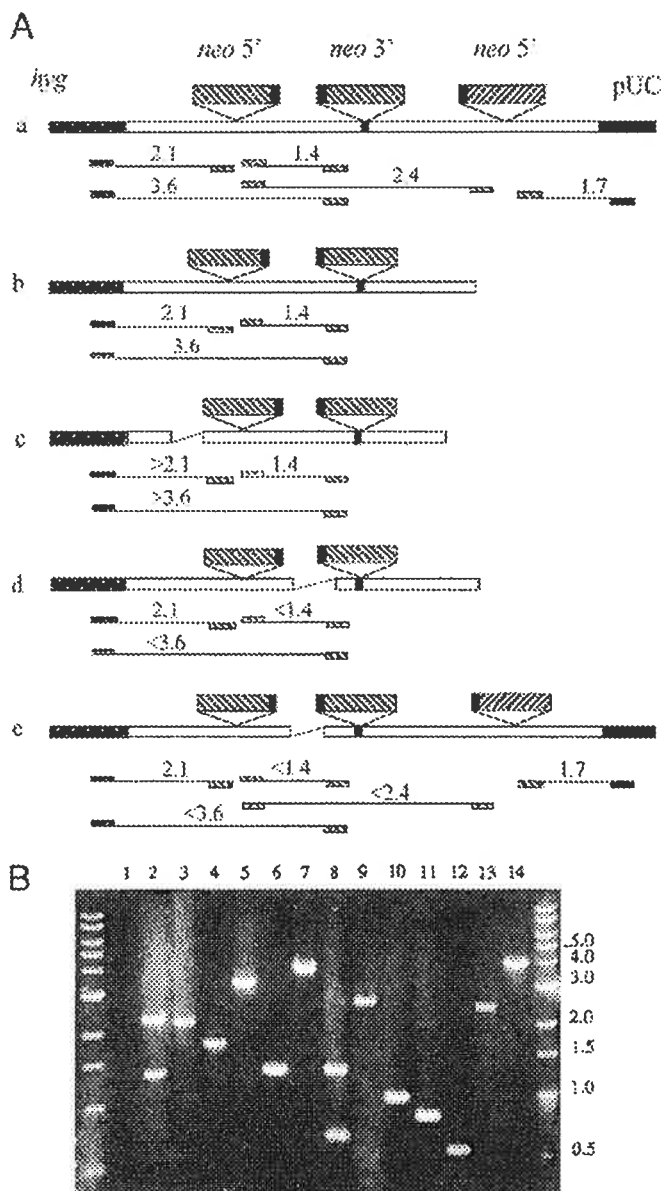 A
neo 5' neo 3' neo 5'
hyg pUC
a
2.1 1.4
3.6 2.4 1.7
b
2.1 1.4
3.6
c
>2.1 1.4
>3.6
d
2.1 <1.4
<3.6
e
2.1 <1.4 1.7
<3.6 <2.4
B
1 2 3 4 5 6 7 8 9 10 11 12 13 14
5.0
4.0
3.0
2.0
1.5
1.0
0.5